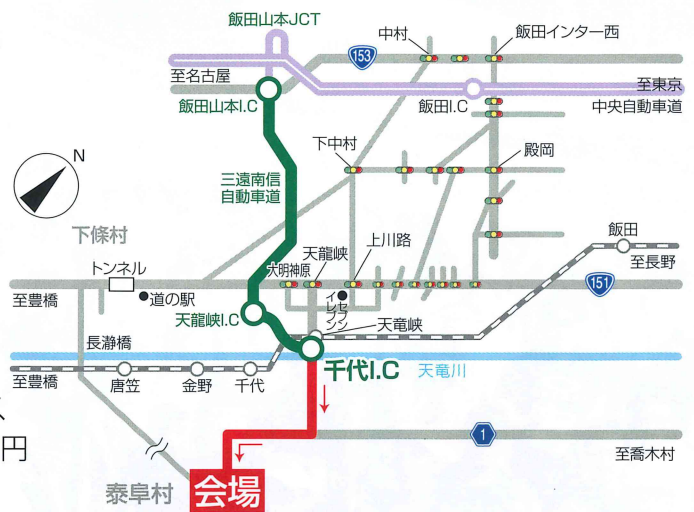 飯田山本JCT
中村
飯田インター西
153
至名古屋
至東京
飯田山本I.C
飯田I.C
中央自動車道
下中村
殿岡
N
三遠南信
自動車道
下條村
飯田
天龍峡
上川路
大明神原
トンネル
至長野
151
至豊橋
道の駅
セブン
イレブン
天龍峡I.C
天竜峡
長瀞橋
千代I.C
天竜川
至豊橋
唐笠
金野
千代
、
円
1
至喬木村
泰阜村
会場